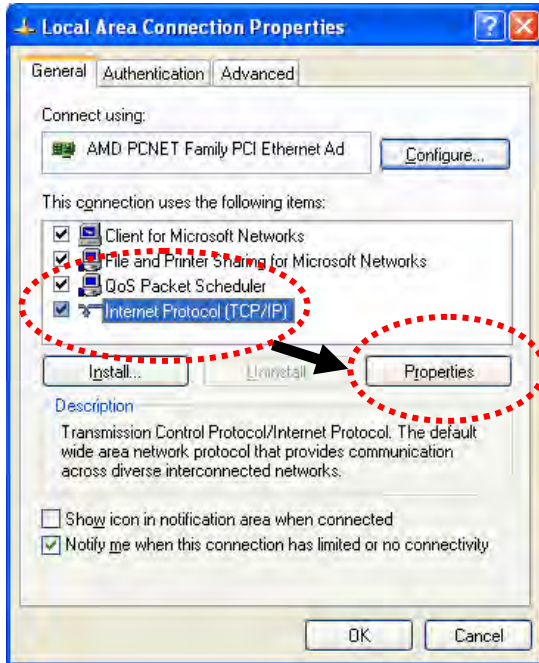 Local Area Connection Properties
General Authentication Advanced
Connect using:
AMD PCNET Family PCI Ethernet Ad
Configure...
This connection uses the following items:
Client for Microsoft Networks
File and Printer Sharing for Microsoft Networks
QoS Packet Scheduler
Internet Protocol (TCP/IP)
Install... Uninstall Properties
Description
Transmission Control Protocol/Internet Protocol. The default
wide area network protocol that provides communication
across diverse interconnected networks.
Show icon in notification area when connected
Notify me when this connection has limited or no connectivity
OK Cancel